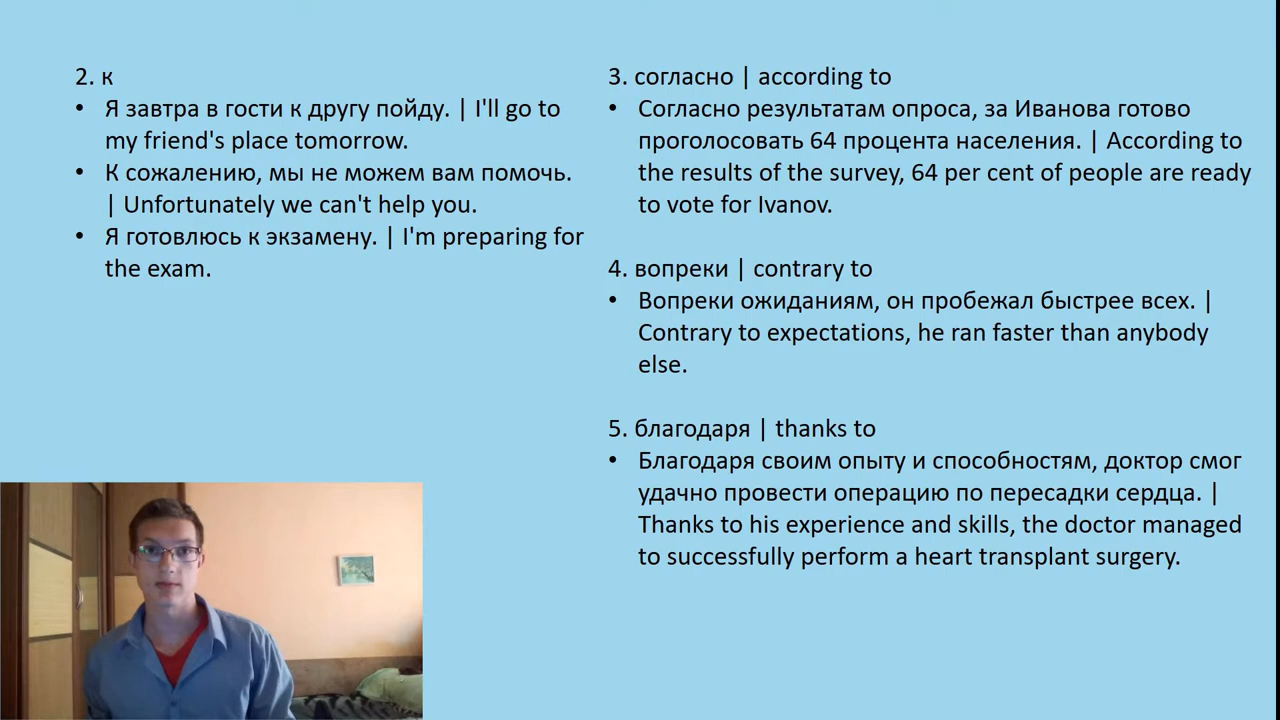 2. к
• Я завтра в гости к другу пойду. | I'll go to
my friend's place tomorrow.
• К сожалению, мы не можем вам помочь.
| Unfortunately we can't help you.
• Я готовлюсь к экзамену. | I'm preparing for
the exam.
3. согласно | according to
• Согласно результатам опроса, за Иванова готово
проголосовать 64 процента населения. | According to
the results of the survey, 64 per cent of people are ready
to vote for Ivanov.
4. вопреки | contrary to
• Вопреки ожиданиям, он пробежал быстрее всех. |
Contrary to expectations, he ran faster than anybody
else.
5. благодаря | thanks to
• Благодаря своим опыту и способностям, доктор смог
удачно провести операцию по пересадки сердца. |
Thanks to his experience and skills, the doctor managed
to successfully perform a heart transplant surgery.